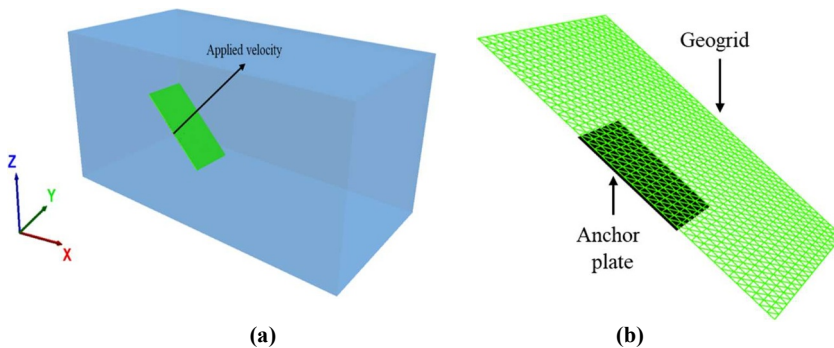 Applied velocity
Z
Y
X
(a)
Geogrid
Anchor
plate
(b)